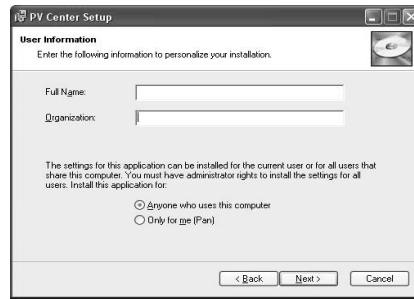 PV Center Setup
User Information
Enter the following information to personalize your installation.
Full Name:
Organization:
The settings for this application can be installed for the current user or for all users that
share this computer. You must have administrator rights to install the settings for all
users. Install this application for:
Anyone who uses this computer
Only for me (Pan)
< Back
Next >
Cancel